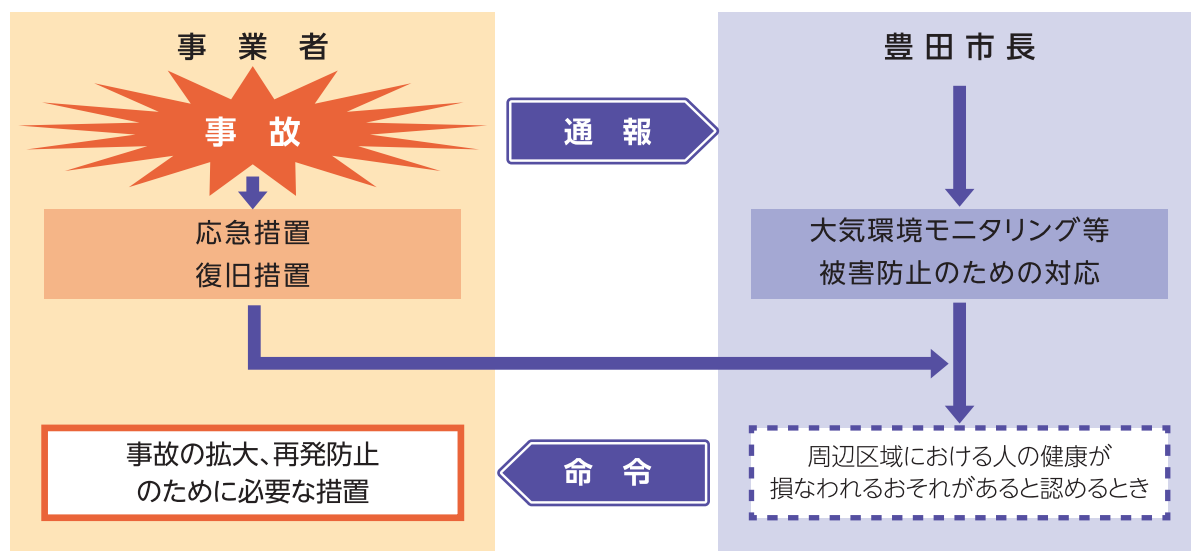 事業者
事故
応急措置
復旧措置
通報
豊田市長
大気環境モニタリング等
被害防止のための対応
周辺区域における人の健康が
損なわれるおそれがあると認めるとき
命令
事故の拡大、再発防止
のために必要な措置